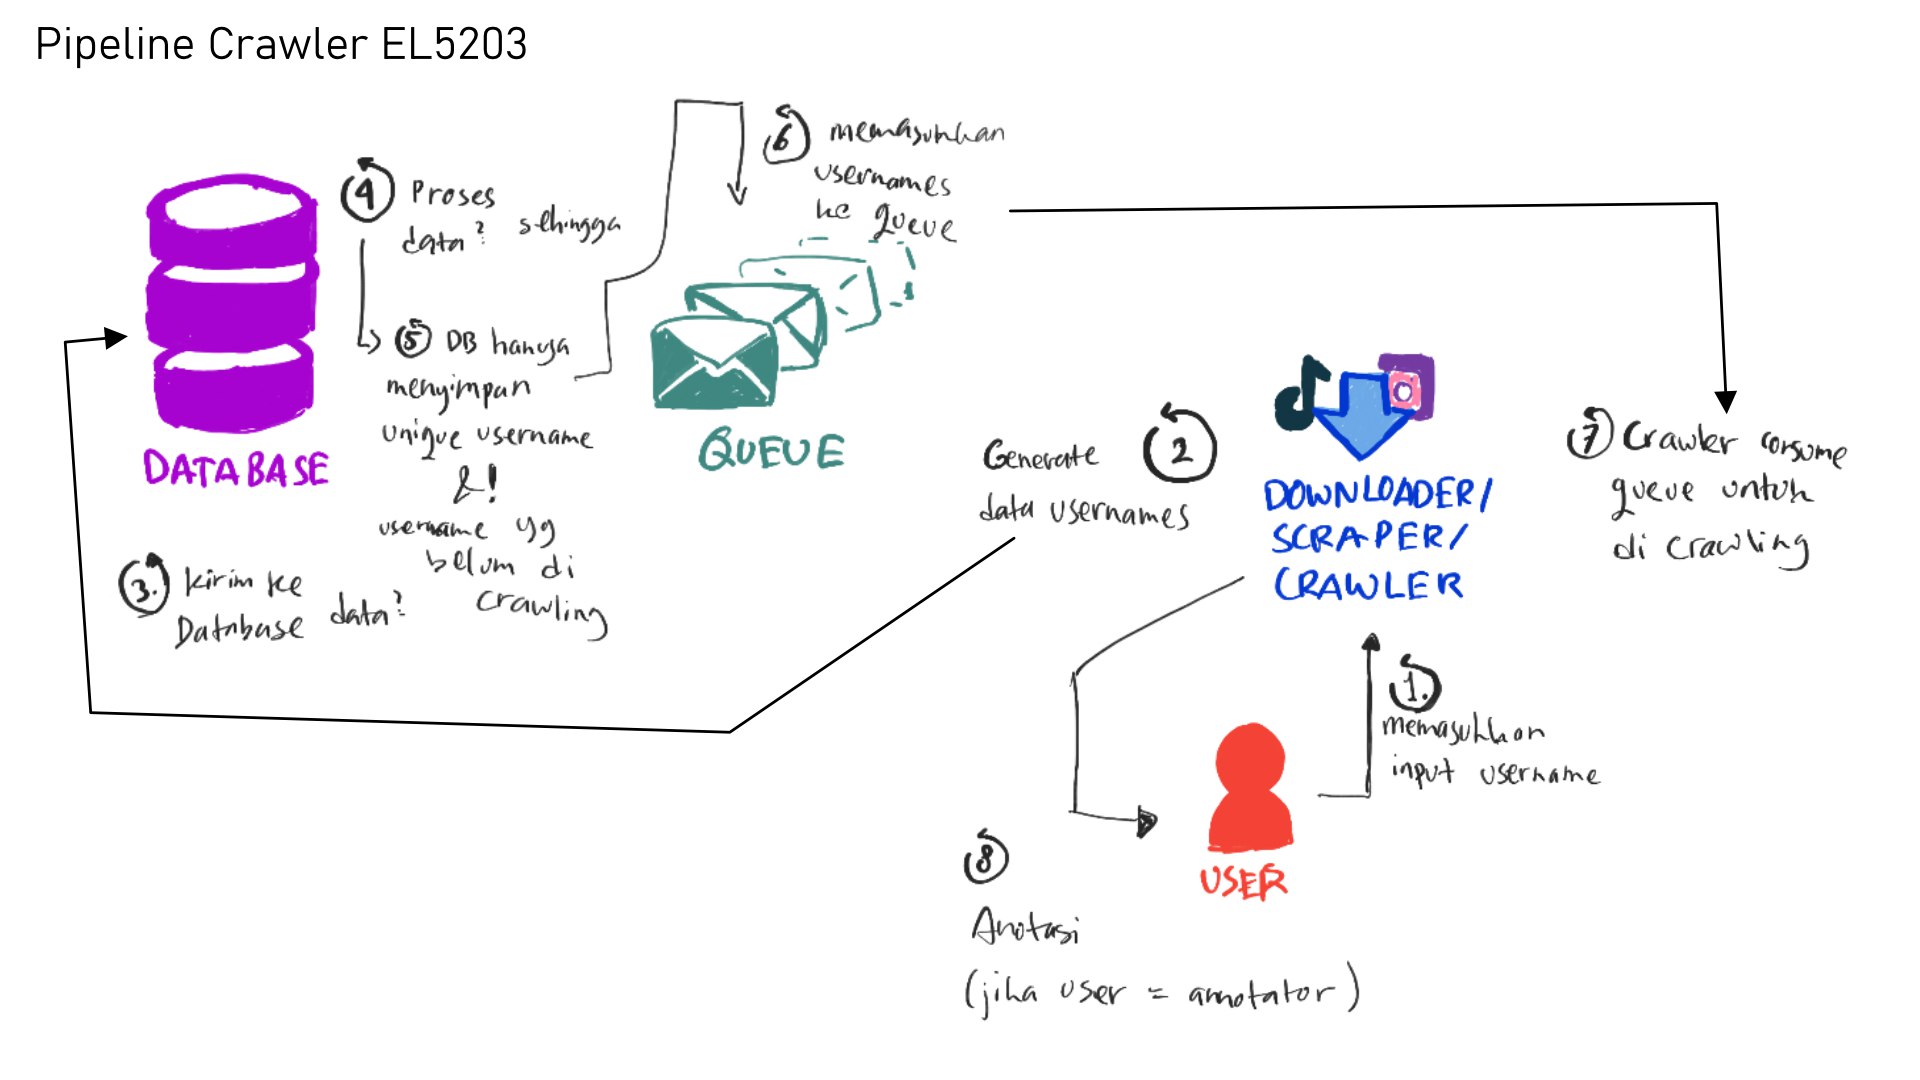 Pipeline Crawler EL5203
1.
memasukkan
input username
2
Generate
data usernames
3.
kirim ke
Database data?
4
Proses
data? sehingga
5
DB hanya
menyimpan
unique username
&!
username yg
belum di
crawling
6
memasukkan
usernames
ke queue
7
Crawler consume
queue untuk
di crawling
8
Anotasi
(jika user = annotator)
DATABASE
QUEUE
DOWNLOADER/
SCRAPER/
CRAWLER
USER